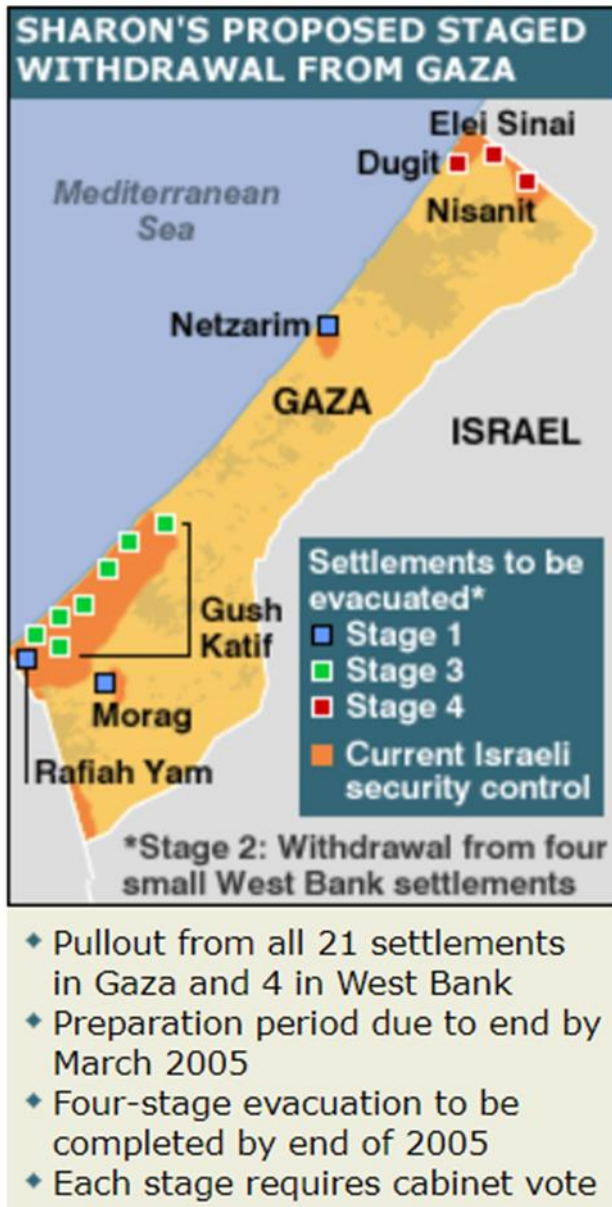 SHARON'S PROPOSED STAGED
WITHDRAWAL FROM GAZA
Elei Sinai
Dugit
Mediterranean
Sea
Nisanit
Netzarim
GAZA
ISRAEL
Settlements to be
evacuated*
Stage 1
Stage 3
Stage 4
Current Israeli
security control
Gush
Katif
Morag
Rafiah Yam
*Stage 2: Withdrawal from four
small West Bank settlements
Pullout from all 21 settlements
in Gaza and 4 in West Bank
Preparation period due to end by
March 2005
Four-stage evacuation to be
completed by end of 2005
Each stage requires cabinet vote